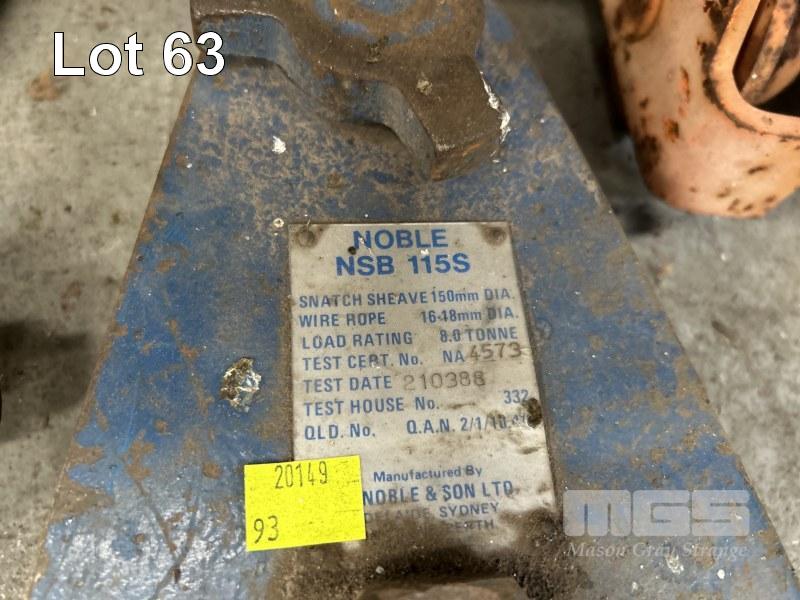 Lot 63
NOBLE
NSB 115S
SNATCH SHEAVE 150mm DIA.
WIRE ROPE 16-18mm DIA.
LOAD RATING 8.0 TONNE
TEST CERT. No. NA 4573
TEST DATE 210388
TEST HOUSE No. 332
QLD. No. Q.A.N. 2/1/10
Manufactured By
NOBLE & SON LTD.
SYDNEY
20149
93
MGS
Mason Gray Strange